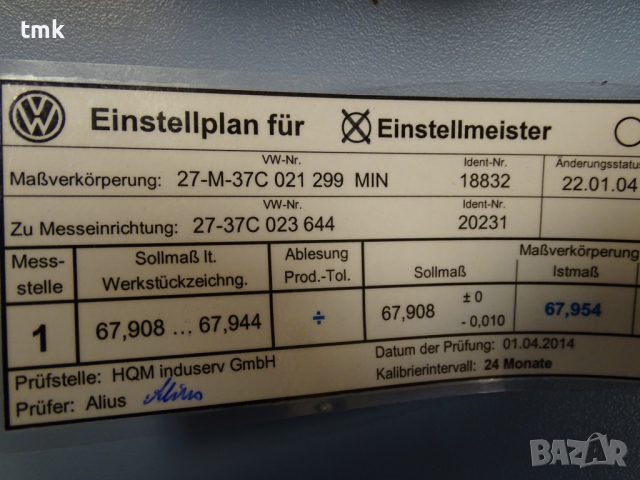 tmk
VW Einstellplan für ☒ Einstellmeister
VW-Nr. Ident-Nr. Änderungsstatus
Maßverkörperung: 27-M-37C 021 299 MIN 18832 22.01.04
VW-Nr. Ident-Nr.
Zu Messeinrichtung: 27-37C 023 644 20231
Mess-stelle
Sollmaß lt. Werkstückzeichng.
Ablesung Prod.-Tol.
Maßverkörperung
Sollmaß Istmaß
1 67,908 ... 67,944 ÷ 67,908 ± 0 - 0,010 67,954
Prüfstelle: HQM induserv GmbH Datum der Prüfung: 01.04.2014
Prüfer: Alius Alius Kalibrierintervall: 24 Monate
BAZAR